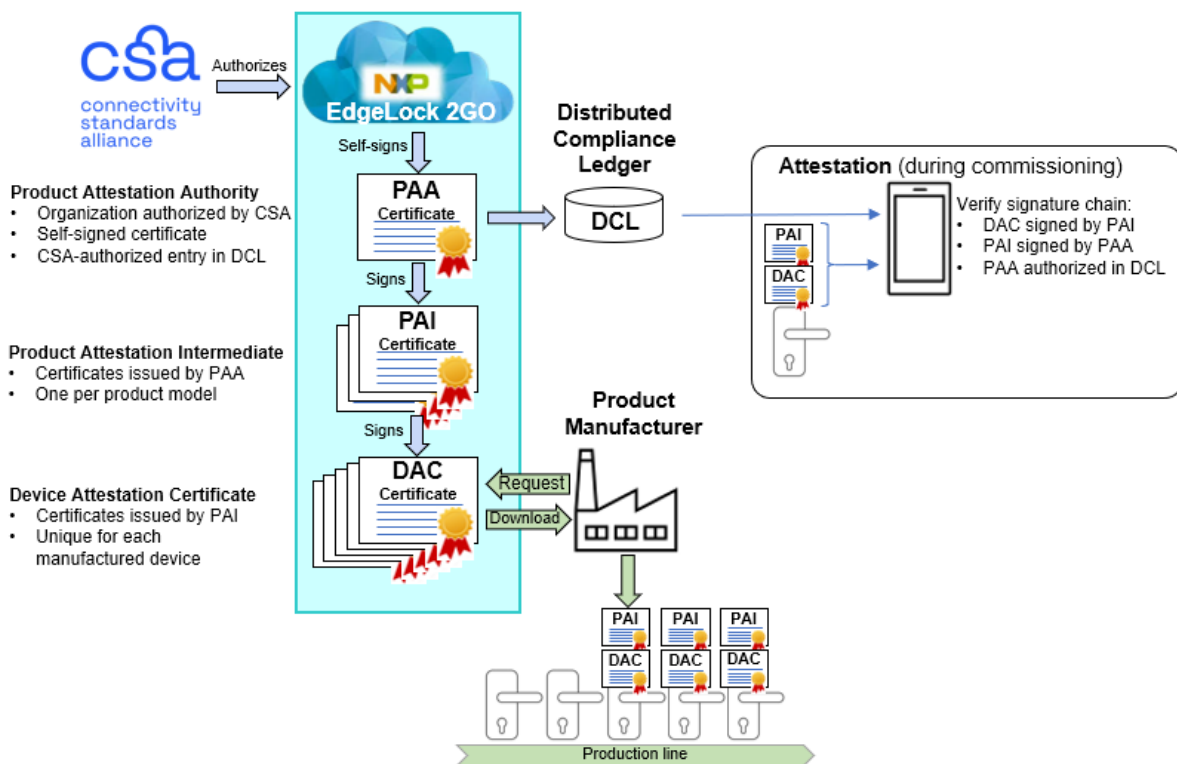 csa
connectivity
standards
alliance
Authorizes
NXP
EdgeLock 2GO
Self-signs
PAA
Certificate
Distributed
Compliance
Ledger
DCL
Attestation (during commissioning)
Verify signature chain:
• DAC signed by PAI
• PAI signed by PAA
• PAA authorized in DCL
PAI
DAC
Product Attestation Authority
• Organization authorized by CSA
• Self-signed certificate
• CSA-authorized entry in DCL
Signs
PAI
Certificate
Product Attestation Intermediate
• Certificates issued by PAA
• One per product model
Signs
DAC
Certificate
Product
Manufacturer
Request
Download
Device Attestation Certificate
• Certificates issued by PAI
• Unique for each
manufactured device
PAI
PAI
PAI
DAC
DAC
DAC
Production line